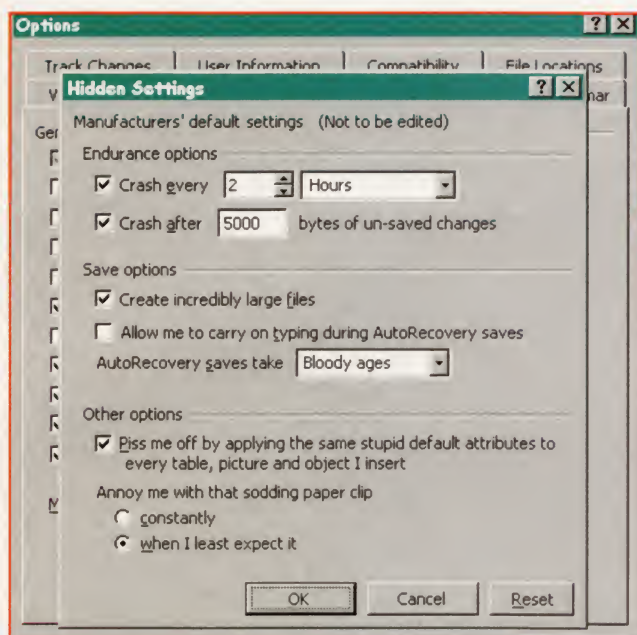 Options
Track Changes
User Information
Compatibility
File Locations
Hidden Settings
Manufacturers' default settings (Not to be edited)
Endurance options
Crash every 2 Hours
Crash after 5000 bytes of un-saved changes
Save options
Create incredibly large files
Allow me to carry on typing during AutoRecovery saves
AutoRecovery saves take Bloody ages
Other options
Piss me off by applying the same stupid default attributes to
every table, picture and object I insert
Annoy me with that sodding paper clip
constantly
when I least expect it
OK Cancel Reset